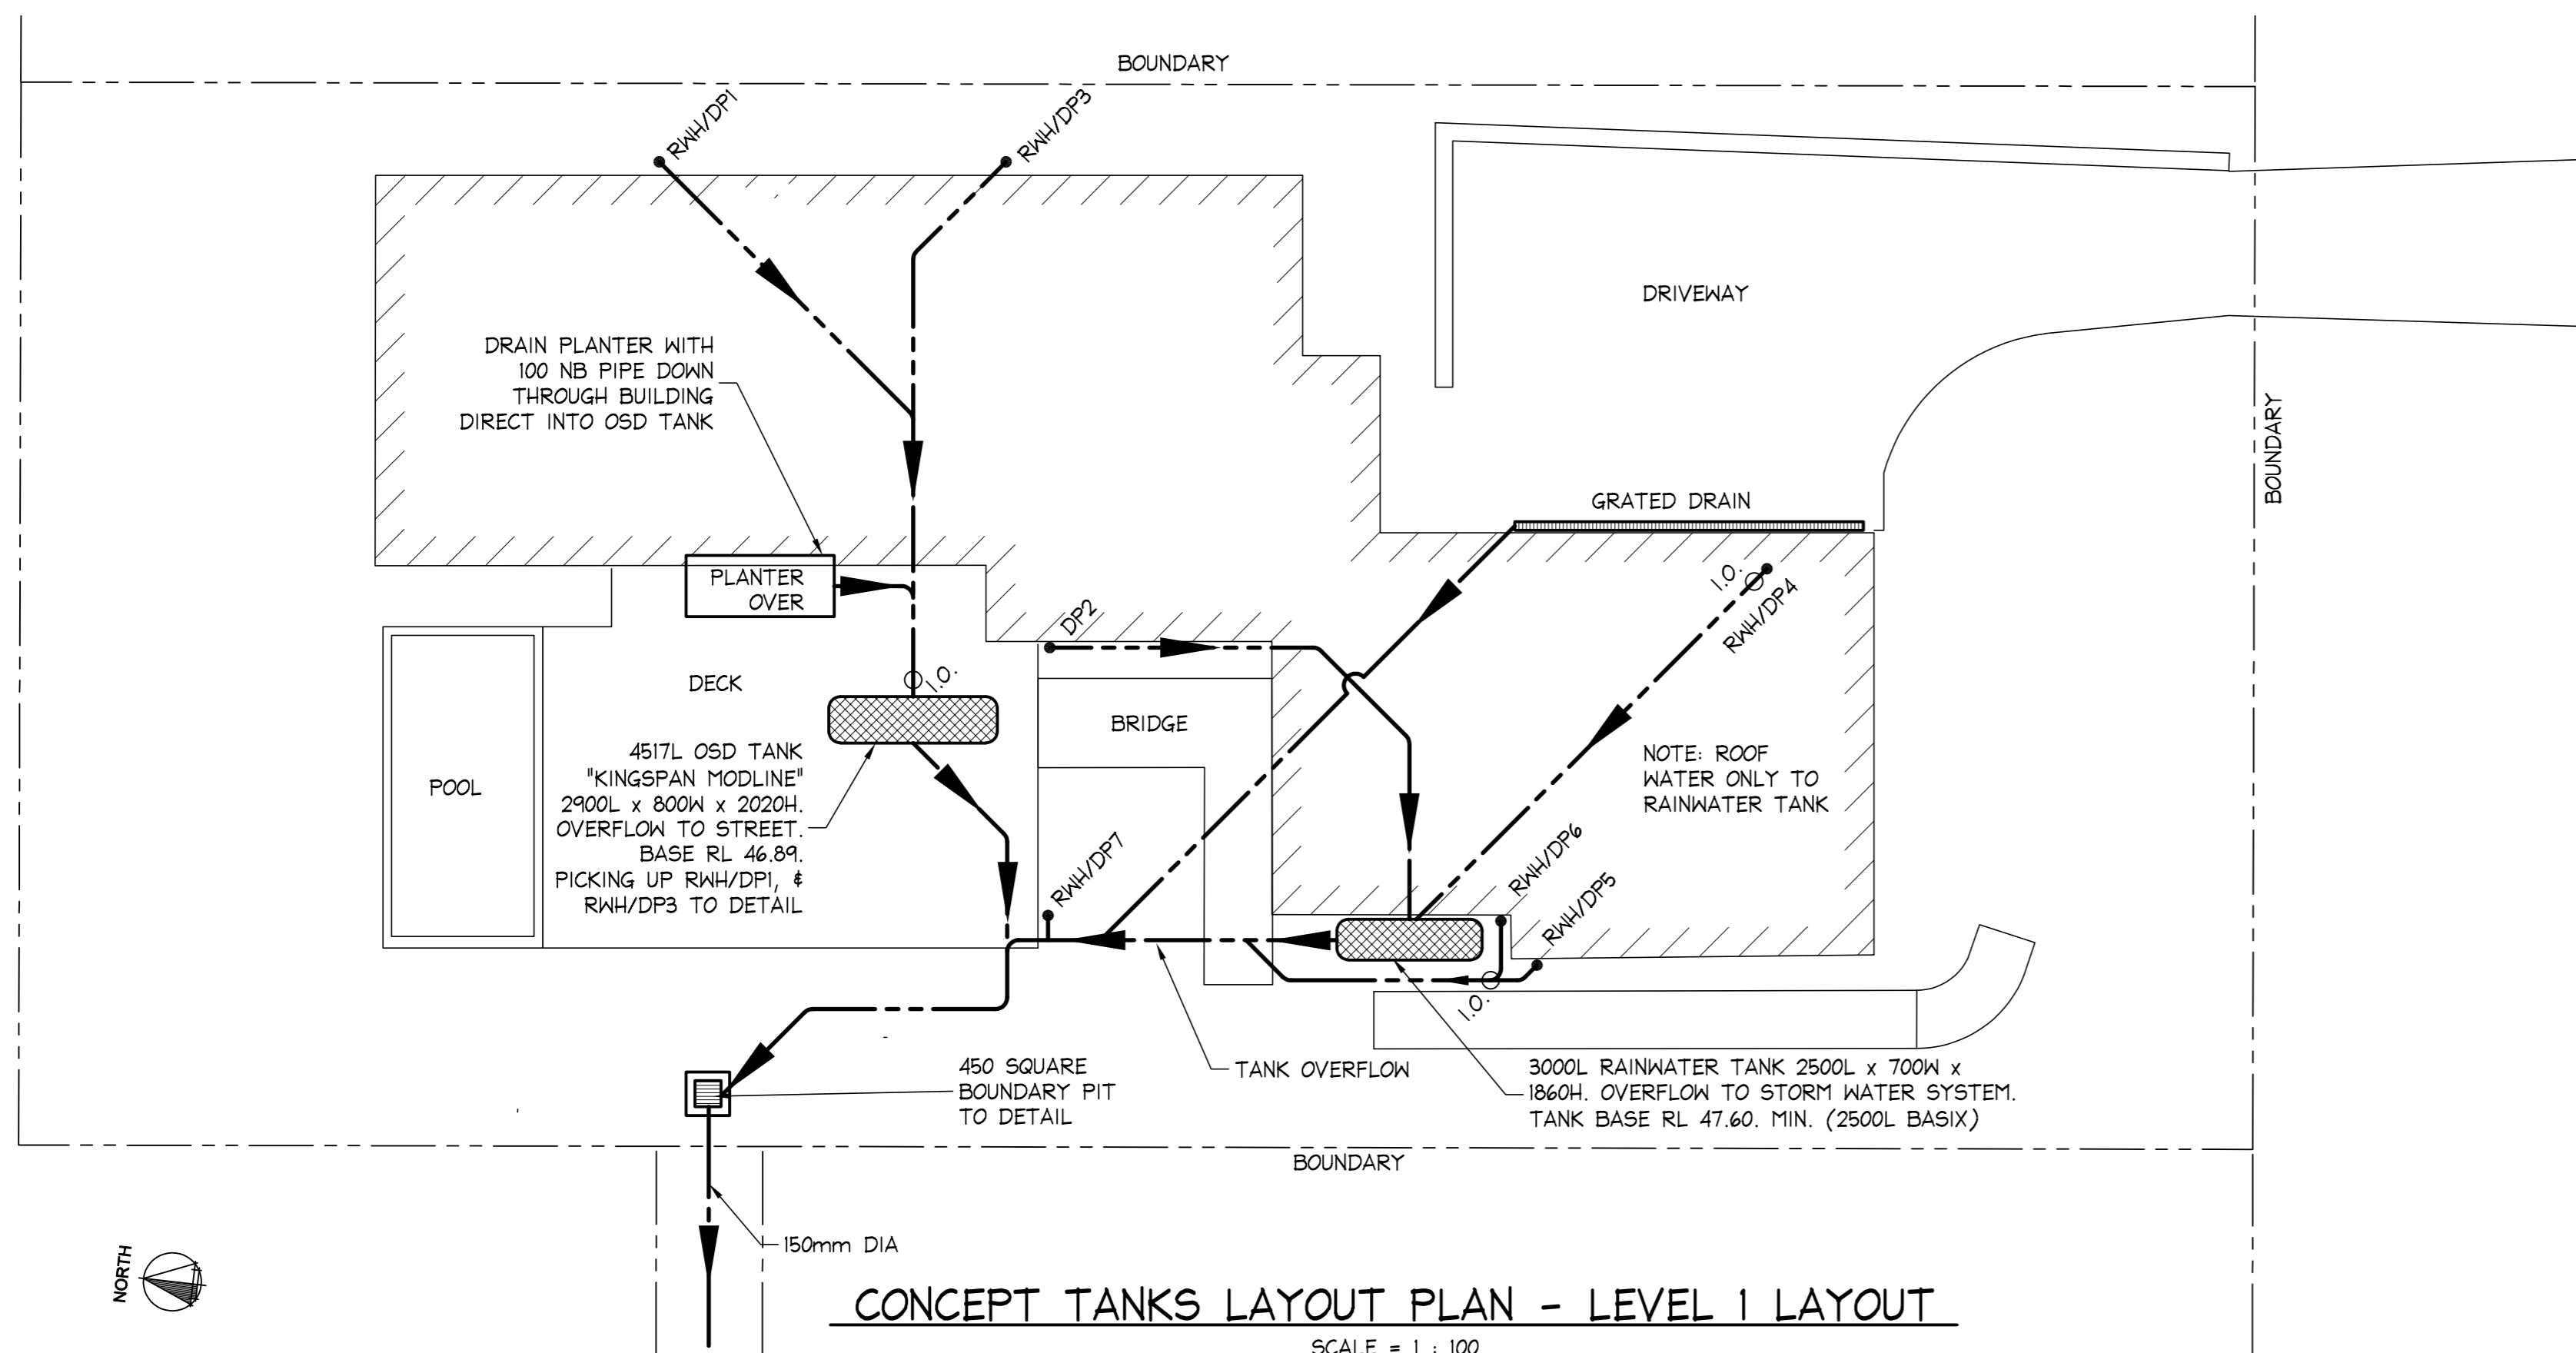 BOUNDARY
RWH/DP1
RWH/DP3
DRIVEWAY
DRAIN PLANTER WITH
100 NB PIPE DOWN
THROUGH BUILDING
DIRECT INTO OSD TANK
BOUNDARY
GRATED DRAIN
PLANTER
OVER
I.O.
RWH/DP4
DP2
I.O.
DECK
BRIDGE
POOL
4517L OSD TANK
"KINGSPAN MODLINE"
2900L x 800W x 2020H.
OVERFLOW TO STREET.
BASE RL 46.89.
PICKING UP RWH/DP1, &
RWH/DP3 TO DETAIL
NOTE: ROOF
WATER ONLY TO
RAINWATER TANK
RWH/DP7
RWH/DP6
RWH/DP5
I.O.
450 SQUARE
BOUNDARY PIT
TO DETAIL
TANK OVERFLOW
3000L RAINWATER TANK 2500L x 700W x
1860H. OVERFLOW TO STORM WATER SYSTEM.
TANK BASE RL 47.60. MIN. (2500L BASIX)
BOUNDARY
150mm DIA
NORTH
CONCEPT TANKS LAYOUT PLAN - LEVEL 1 LAYOUT
SCALE = 1 : 100